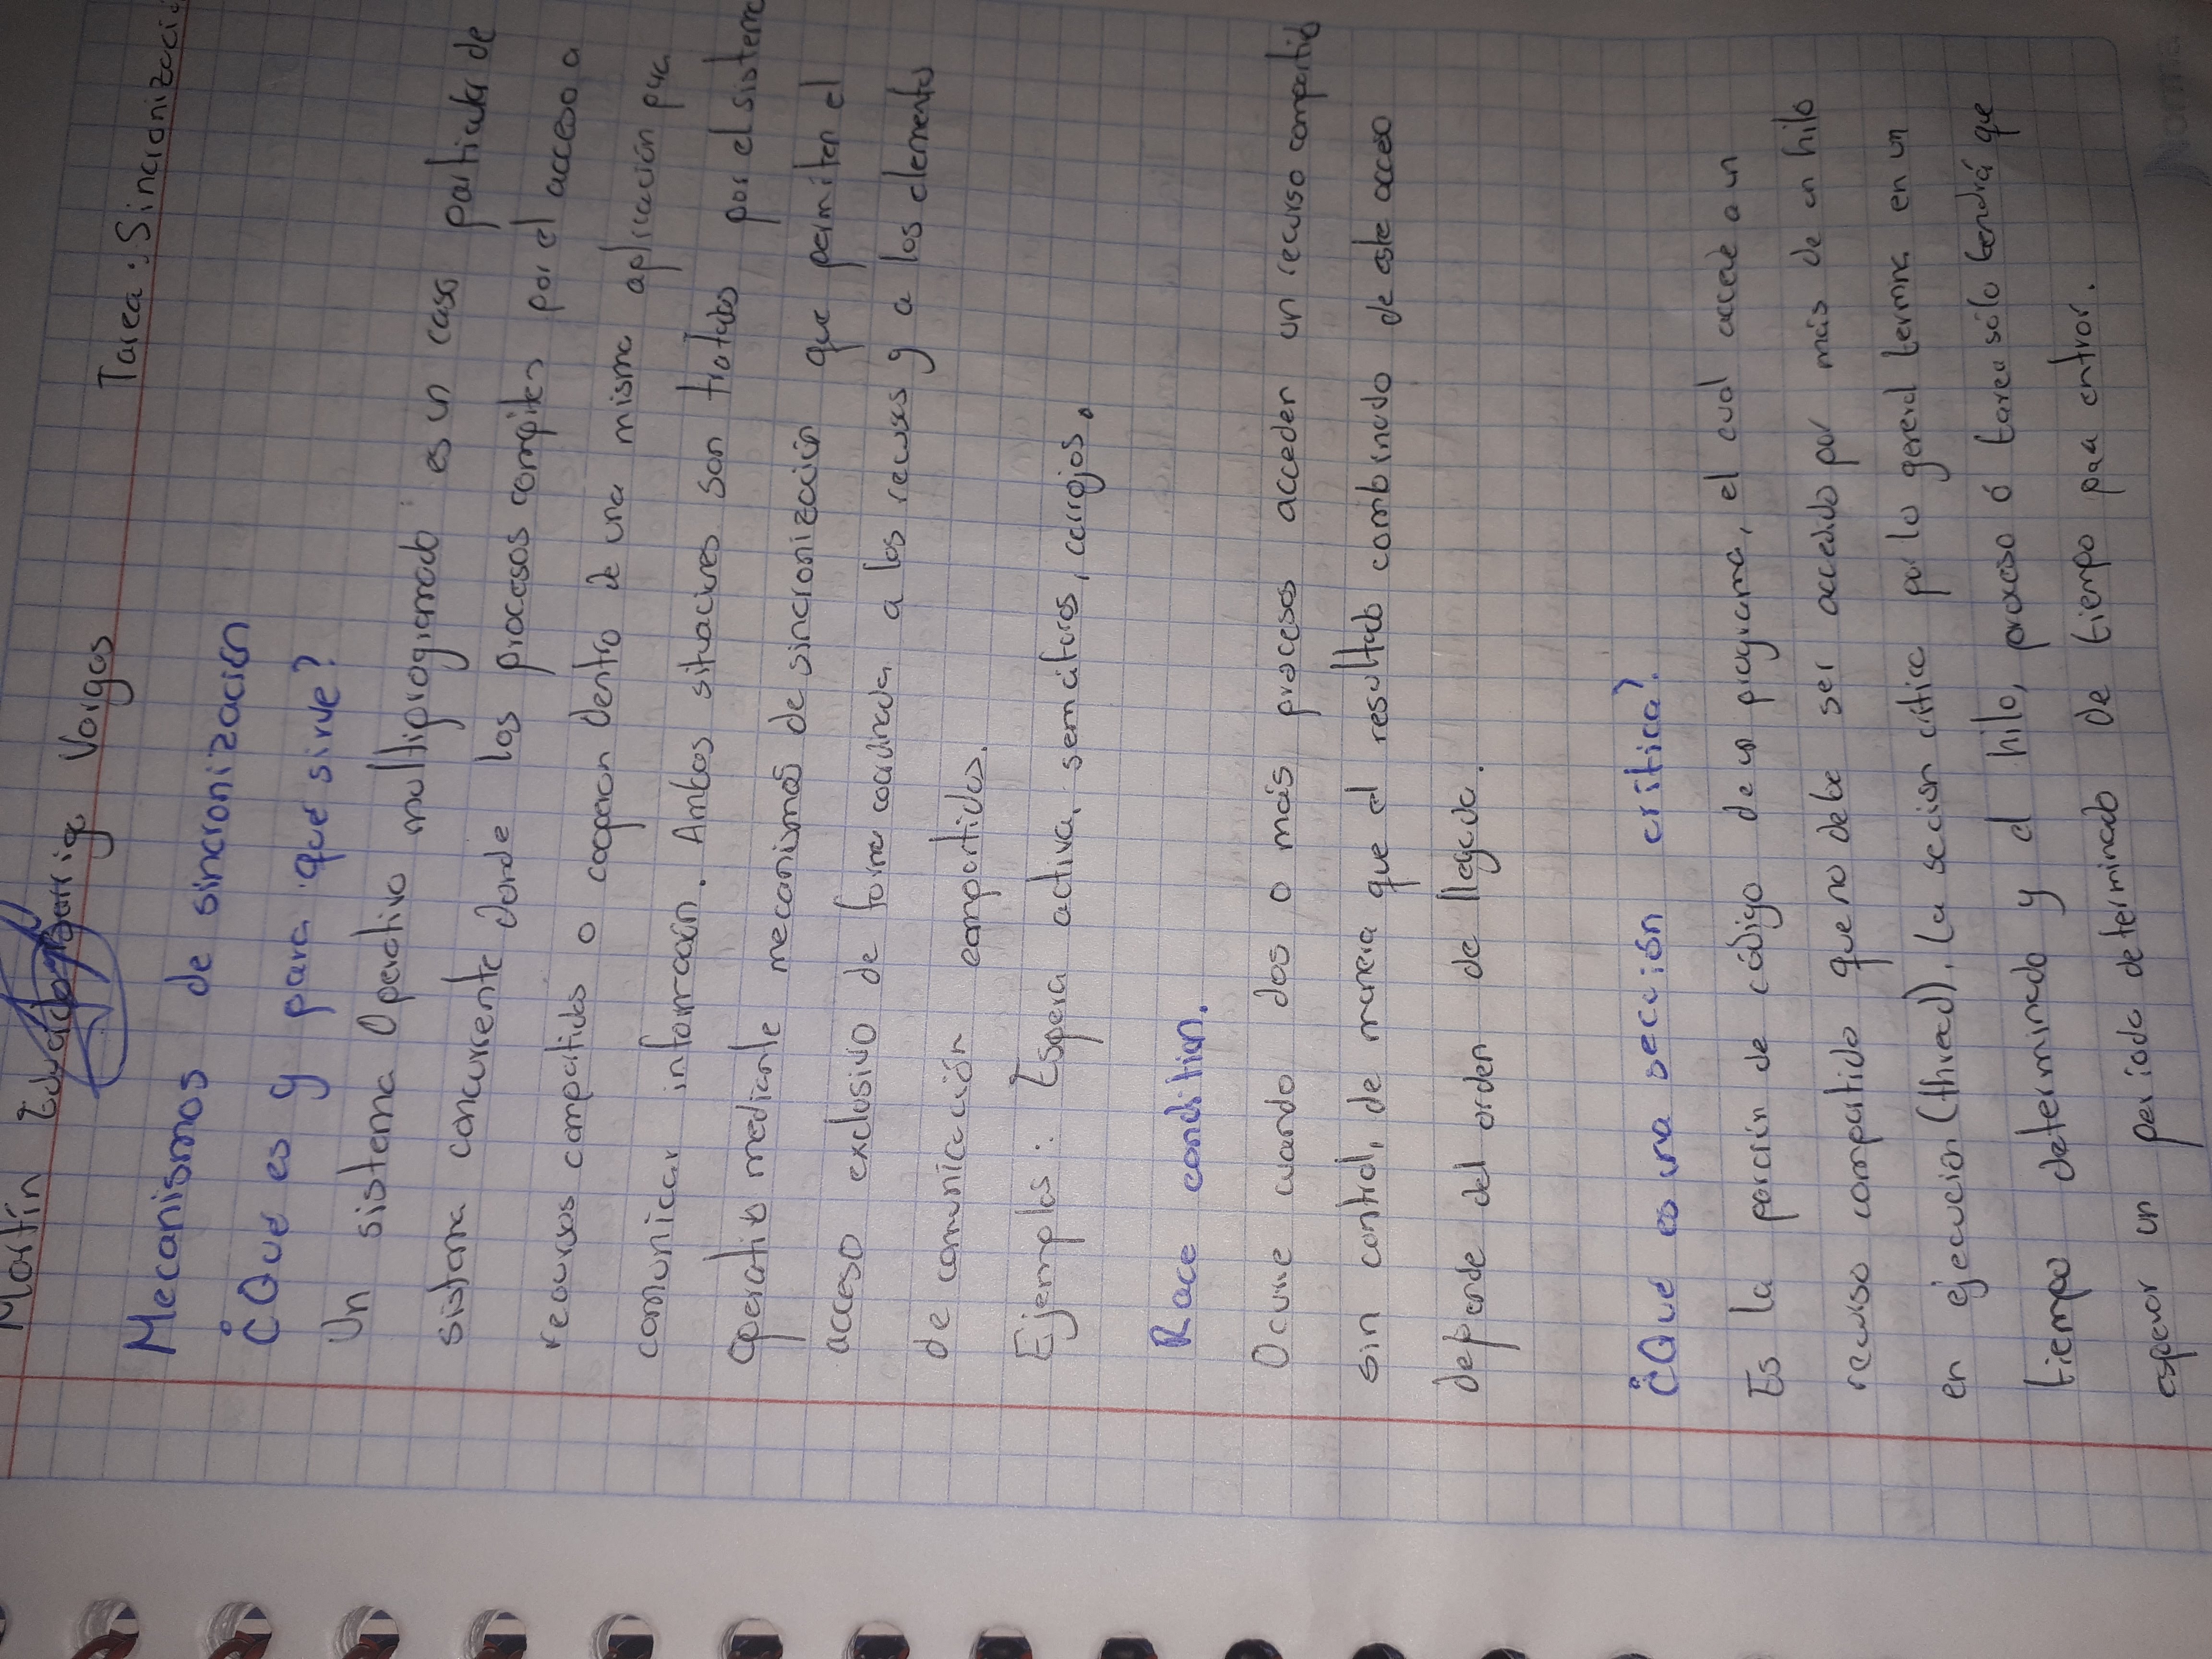 Martín Eduardo Barriga Vargas
Tarea: Sincronizació
Mecanismos de sincronización
¿Qué es y para qué sirve?
Un sistema Operativo multiprogramado es un caso particular de
sistema concurrente donde los procesos compiten por el acceso a
recursos compartidos o cooperan dentro de una misma aplicación para
comunicar información. Ambas situaciones son tratados por el sistema
operativo mediante mecanismos de sincronización que permiten el
acceso exclusivo de forma coordinada a los recursos y a los elementos
de comunicación compartidos.
Ejemplos: Espera activa, semáforos, cerrojos.
Race condition.
Ocurre cuando dos o más procesos acceden un recurso compartido
sin control, de manera que el resultado combinado de este acceso
depende del orden de llegada.
¿Qué es una sección crítica?
Es la porción de código de un programa, el cual accede a un
recurso compartido que no debe ser accedido por más de un hilo
en ejecucion (thread). La secion crítica por lo general termina en un
tiempo determinado y el hilo, proceso ó tarea sólo tendrá que
esperar un período determinado de tiempo para entrar.
Norma